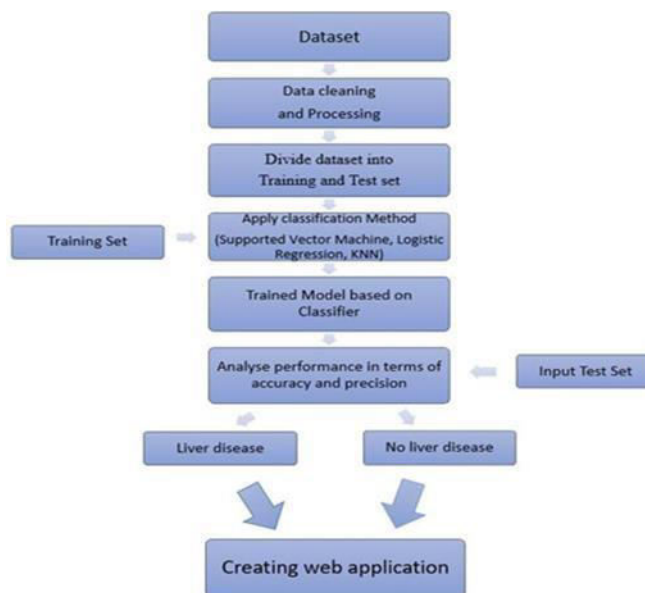 Dataset
Data cleaning
and Processing
Divide dataset into
Training and Test set
Training Set
Apply classification Method
(Supported Vector Machine, Logistic
Regression, KNN)
Trained Model based on
Classifier
Analyse performance in terms of
accuracy and precision
Input Test Set
Liver disease
No liver disease
Creating web application